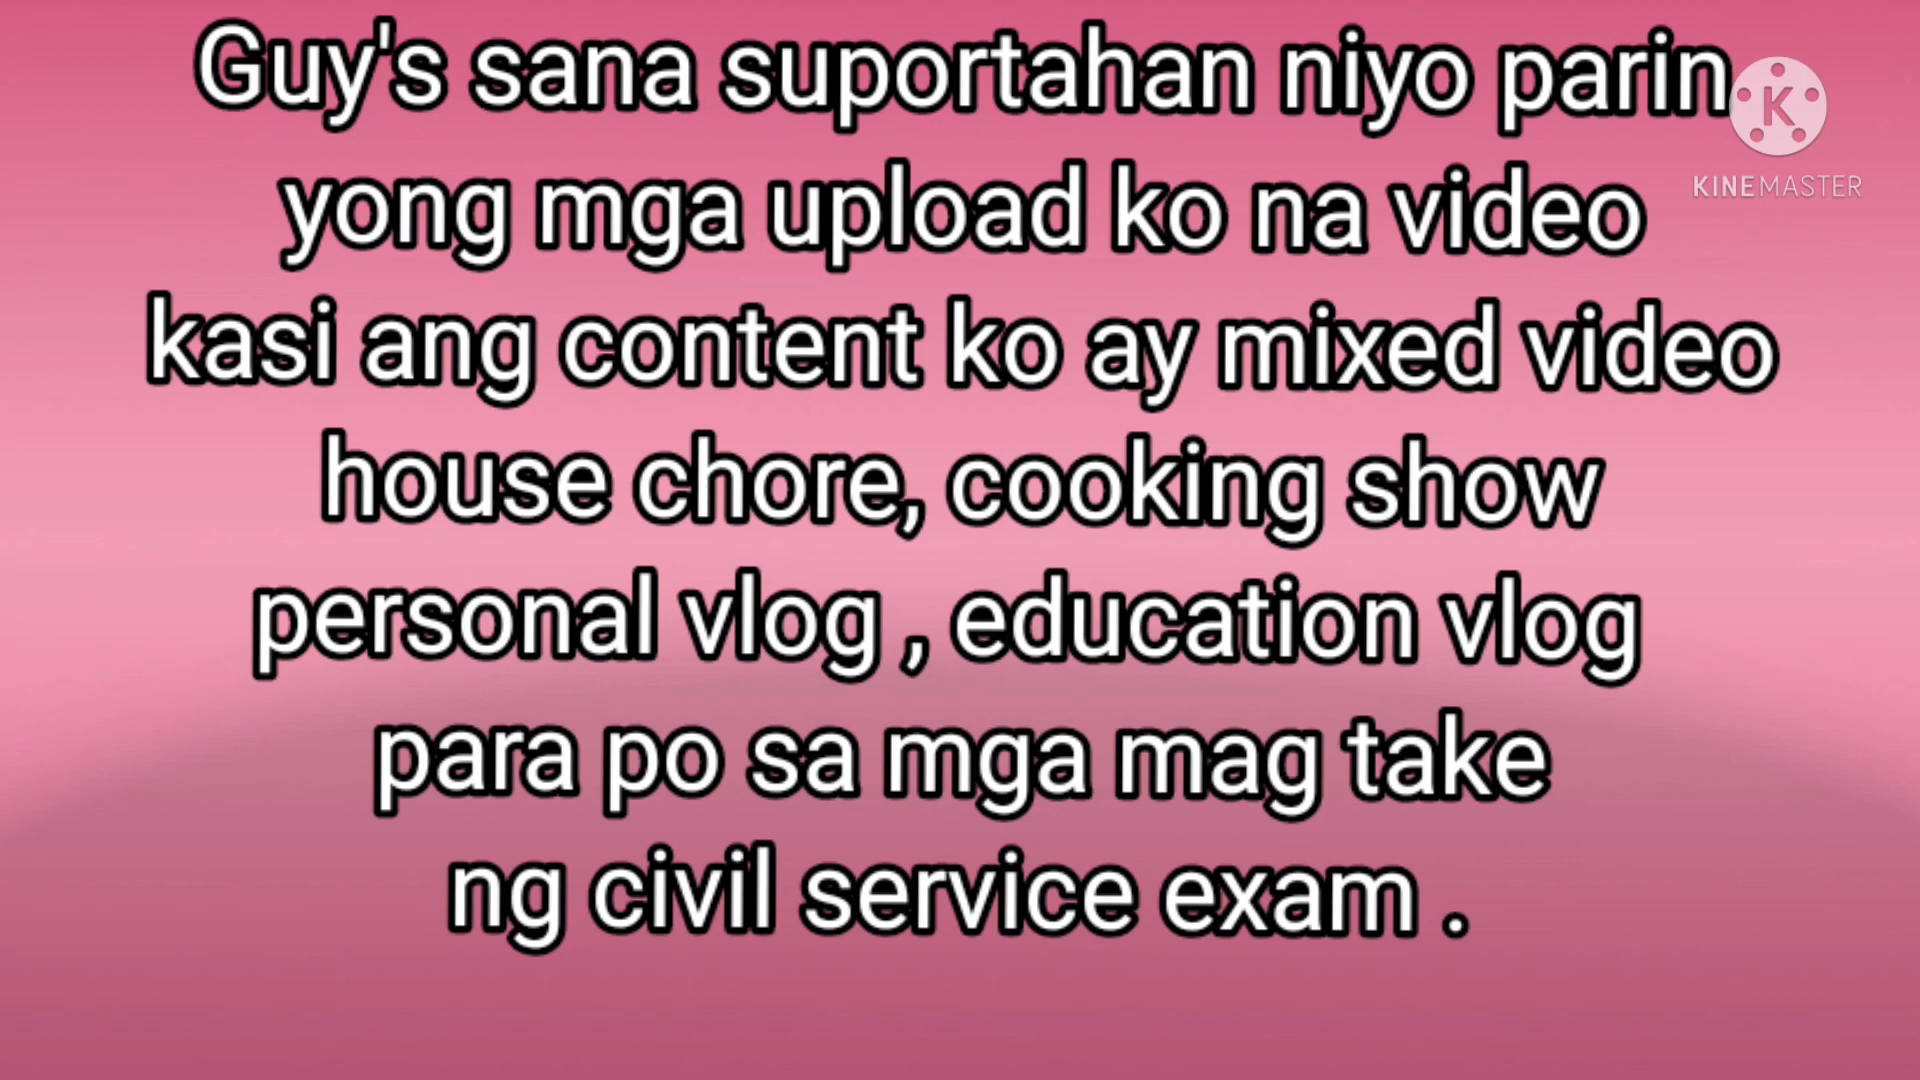 Guy's sana suportahan niyo parin
yong mga upload ko na video
kasi ang content ko ay mixed video
house chore, cooking show
personal vlog , education vlog
para po sa mga mag take
ng civil service exam .
K
KINEMASTER